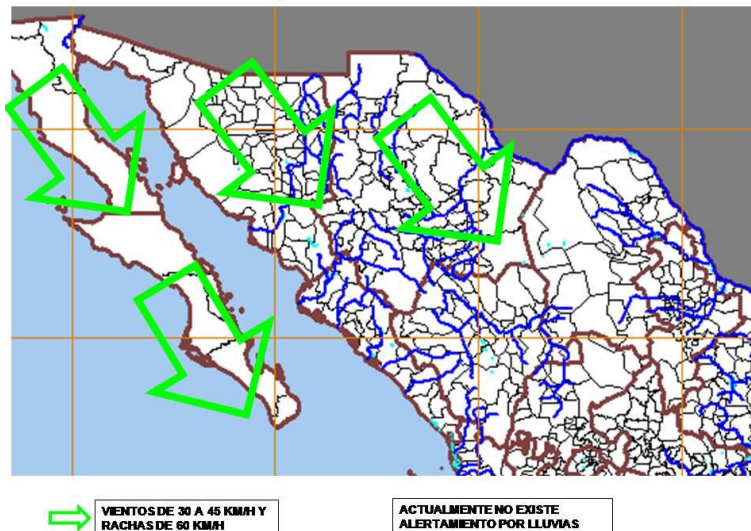 VIENTOS DE 30 A 45 KM/H Y
RACHAS DE 60 KM/H
ACTUALMENTE NO EXISTE
ALERTAMIENTO POR LLUVIAS